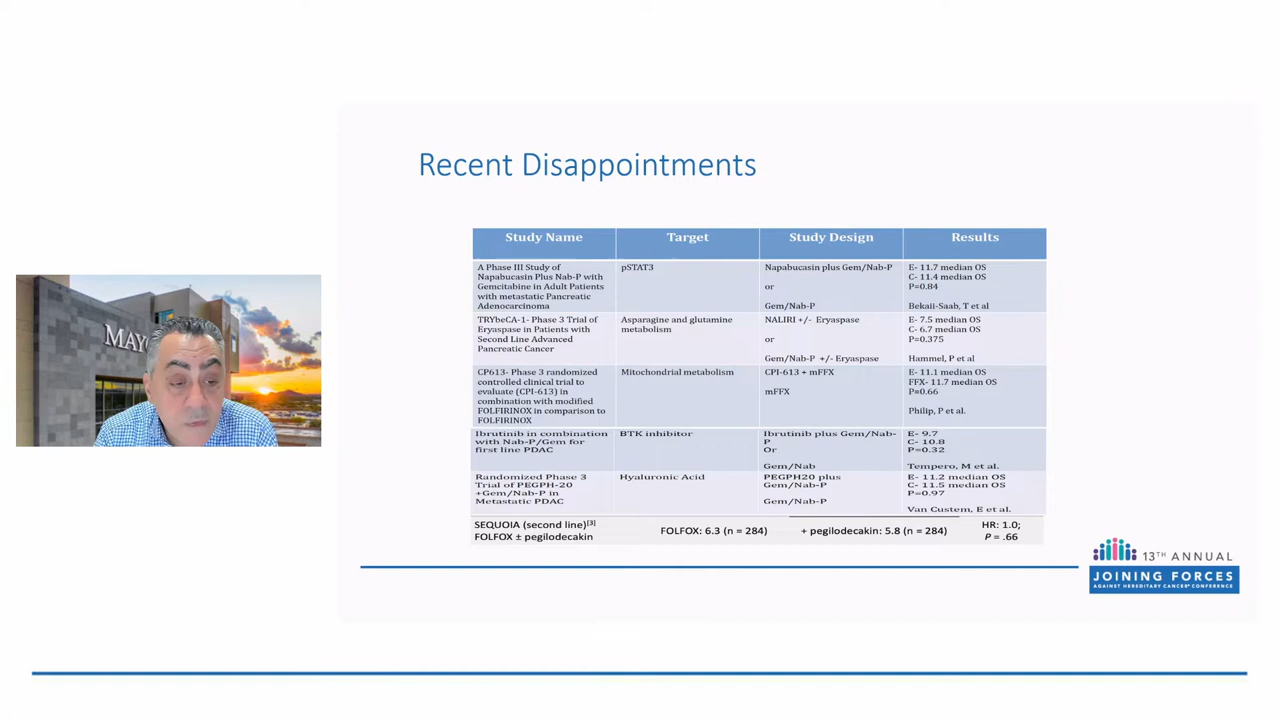 Recent Disappointments
Study Name
Target
Study Design
Results
A Phase III Study of
Napabucasin Plus Nab-P with
Gemcitabine in Adult Patients
with metastatic Pancreatic
Adenocarcinoma
pSTAT3
Napabucasin plus Gem/Nab-P
or
Gem/Nab-P
E- 11.7 median OS
C- 11.4 median OS
P=0.84
Bekaii-Saab, T et al
TRYbeCA-1- Phase 3 Trial of
Eryaspase in Patients with
Second Line Advanced
Pancreatic Cancer
Asparagine and glutamine
metabolism
NALIRI +/- Eryaspase
or
Gem/Nab-P +/- Eryaspase
E- 7.5 median OS
C- 6.7 median OS
P=0.375
Hammel, P et al
CP613- Phase 3 randomized
controlled clinical trial to
evaluate (CPI-613) in
combination with modified
FOLFIRINOX in comparison to
FOLFIRINOX
Mitochondrial metabolism
CPI-613 + mFFX
mFFX
E- 11.1 median OS
FFX- 11.7 median OS
P=0.66
Philip, P et al.
Ibrutinib in combination
with Nab-P/Gem for
first line PDAC
BTK inhibitor
Ibrutinib plus Gem/Nab-
P
Or
Gem/Nab
E- 9.7
C- 10.8
P=0.32
Tempero, M et al.
Randomized Phase 3
Trial of PEGPH-20
+Gem/Nab-P in
Metastatic PDAC
Hyaluronic Acid
PEGPH20 plus
Gem/Nab-P
Gem/Nab-P
E- 11.2 median OS
C- 11.5 median OS
P=0.97
Van Custem, E et al.
SEQUOIA (second line)[3]
FOLFOX ± pegilodecakin
FOLFOX: 6.3 (n = 284)
+ pegilodecakin: 5.8 (n = 284)
HR: 1.0;
P = .66
MAYO
13TH ANNUAL
JOINING FORCES
AGAINST HEREDITARY CANCER® CONFERENCE